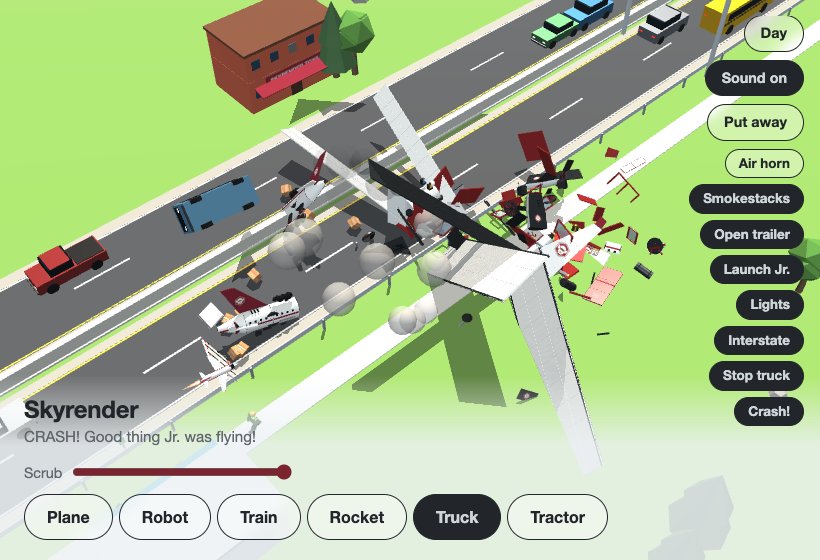 Day
Sound on
Put away
Air horn
Smokestacks
Open trailer
Launch Jr.
Lights
Interstate
Stop truck
Crash!
Skyrender
CRASH! Good thing Jr. was flying!
Scrub
Plane
Robot
Train
Rocket
Truck
Tractor